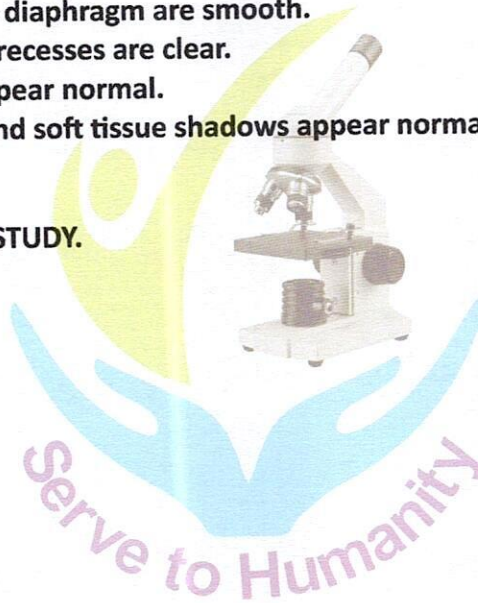 diaphragm are smooth.
recesses are clear.
pear normal.
nd soft tissue shadows appear norma
STUDY.
Serve to Humanity